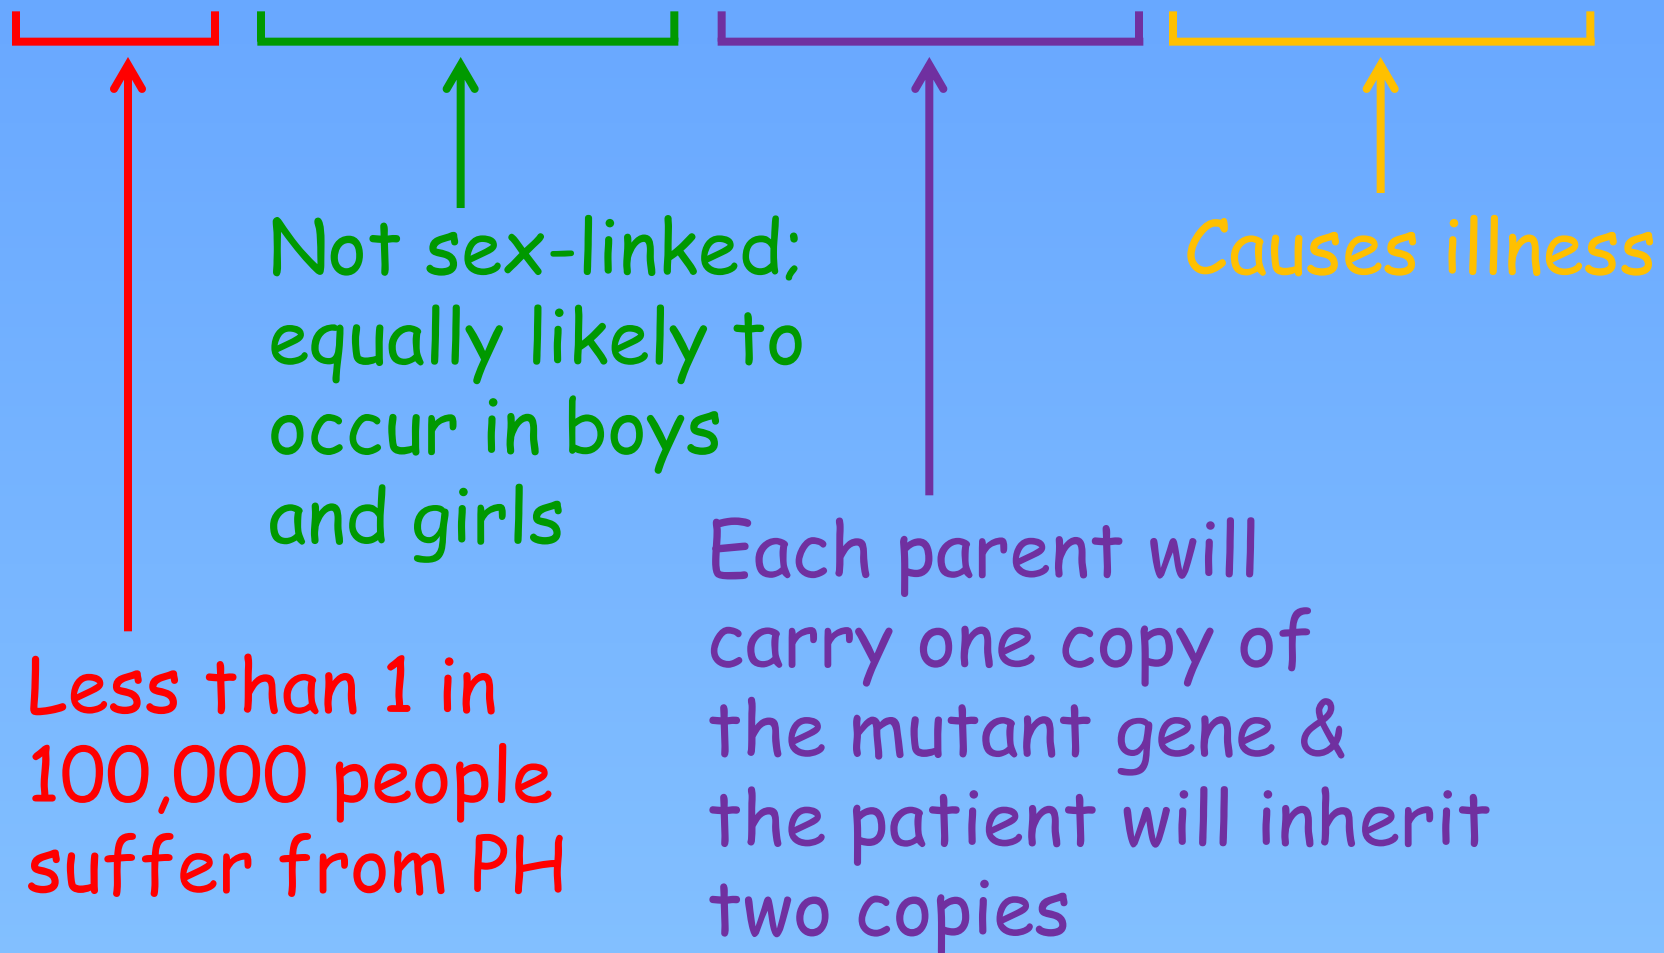 Not sex-linked;
equally likely to
occur in boys
and girls
Causes illness
Each parent will
carry one copy of
the mutant gene &
the patient will inherit
two copies
Less than 1 in
100,000 people
suffer from PH